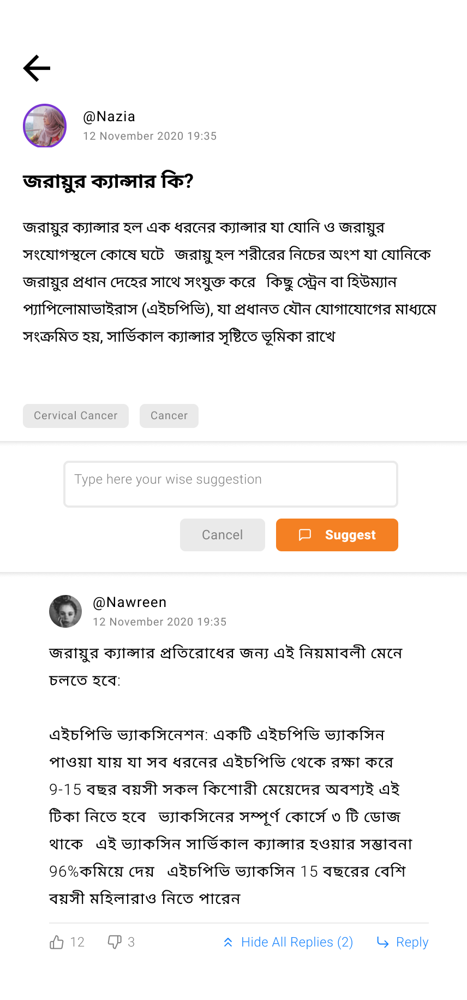 @Nazia
12 November 2020 19:35
জরায়ুর ক্যান্সার কি?
জরায়ুর ক্যান্সার হল এক ধরনের ক্যান্সার যা যোনি ও জরায়ুর
সংযোগস্থলে কোষে ঘটে জরায়ু হল শরীরের নিচের অংশ যা যোনিকে
জরায়ুর প্রধান দেহের সাথে সংযুক্ত করে কিছু স্ট্রেন বা হিউম্যান
প্যাপিলোমাভাইরাস (এইচপিভি), যা প্রধানত যৌন যোগাযোগের মাধ্যমে
সংক্রমিত হয়, সার্ভিকাল ক্যান্সার সৃষ্টিতে ভূমিকা রাখে
Cervical Cancer Cancer
Type here your wise suggestion
Cancel Suggest
@Nawreen
12 November 2020 19:35
জরায়ুর ক্যান্সার প্রতিরোধের জন্য এই নিয়মাবলী মেনে
চলতে হবে:
এইচপিভি ভ্যাকসিনেশন: একটি এইচপিভি ভ্যাকসিন
পাওয়া যায় যা সব ধরনের এইচপিভি থেকে রক্ষা করে
9-15 বছর বয়সী সকল কিশোরী মেয়েদের অবশ্যই এই
টিকা নিতে হবে ভ্যাকসিনের সম্পূর্ণ কোর্সে ৩ টি ডোজ
থাকে এই ভ্যাকসিন সার্ভিকাল ক্যান্সার হওয়ার সম্ভাবনা
96%কমিয়ে দেয় এইচপিভি ভ্যাকসিন 15 বছরের বেশি
বয়সী মহিলারাও নিতে পারেন
12 3 Hide All Replies (2) Reply